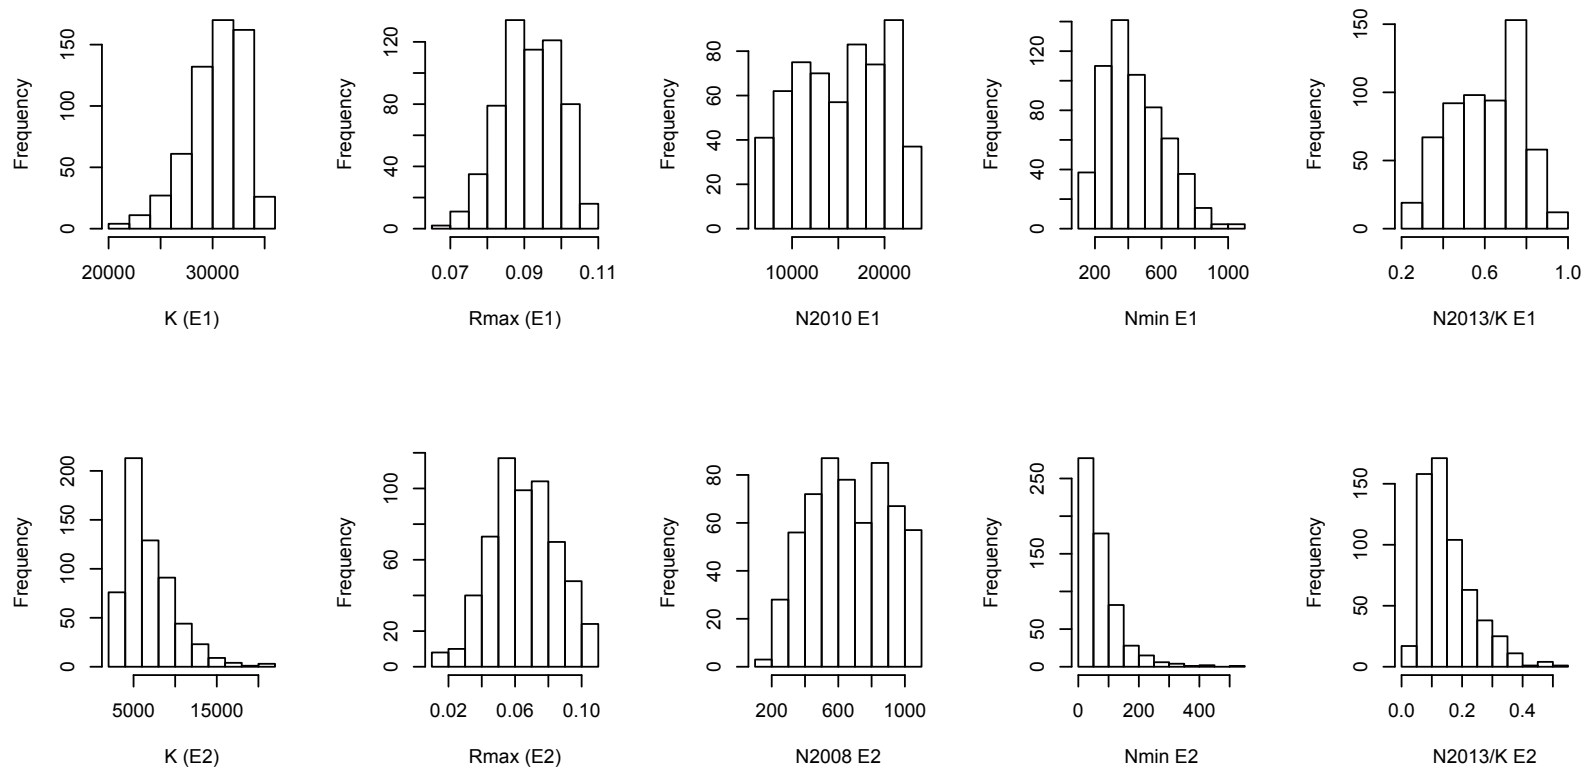 Frequency
0 50 100 150
20000 30000
K (E1)
Frequency
0 40 80 120
0.07 0.09 0.11
Rmax (E1)
Frequency
0 20 40 60 80
10000 20000
N2010 E1
Frequency
0 40 80 120
200 600 1000
Nmin E1
Frequency
0 50 100 150
0.2 0.6 1.0
N2013/K E1
Frequency
0 50 100 150 200
5000 15000
K (E2)
Frequency
0 20 60 100
0.02 0.06 0.10
Rmax (E2)
Frequency
0 20 40 60 80
200 600 1000
N2008 E2
Frequency
0 50 150 250
0 200 400
Nmin E2
Frequency
0 50 100 150
0.0 0.2 0.4
N2013/K E2